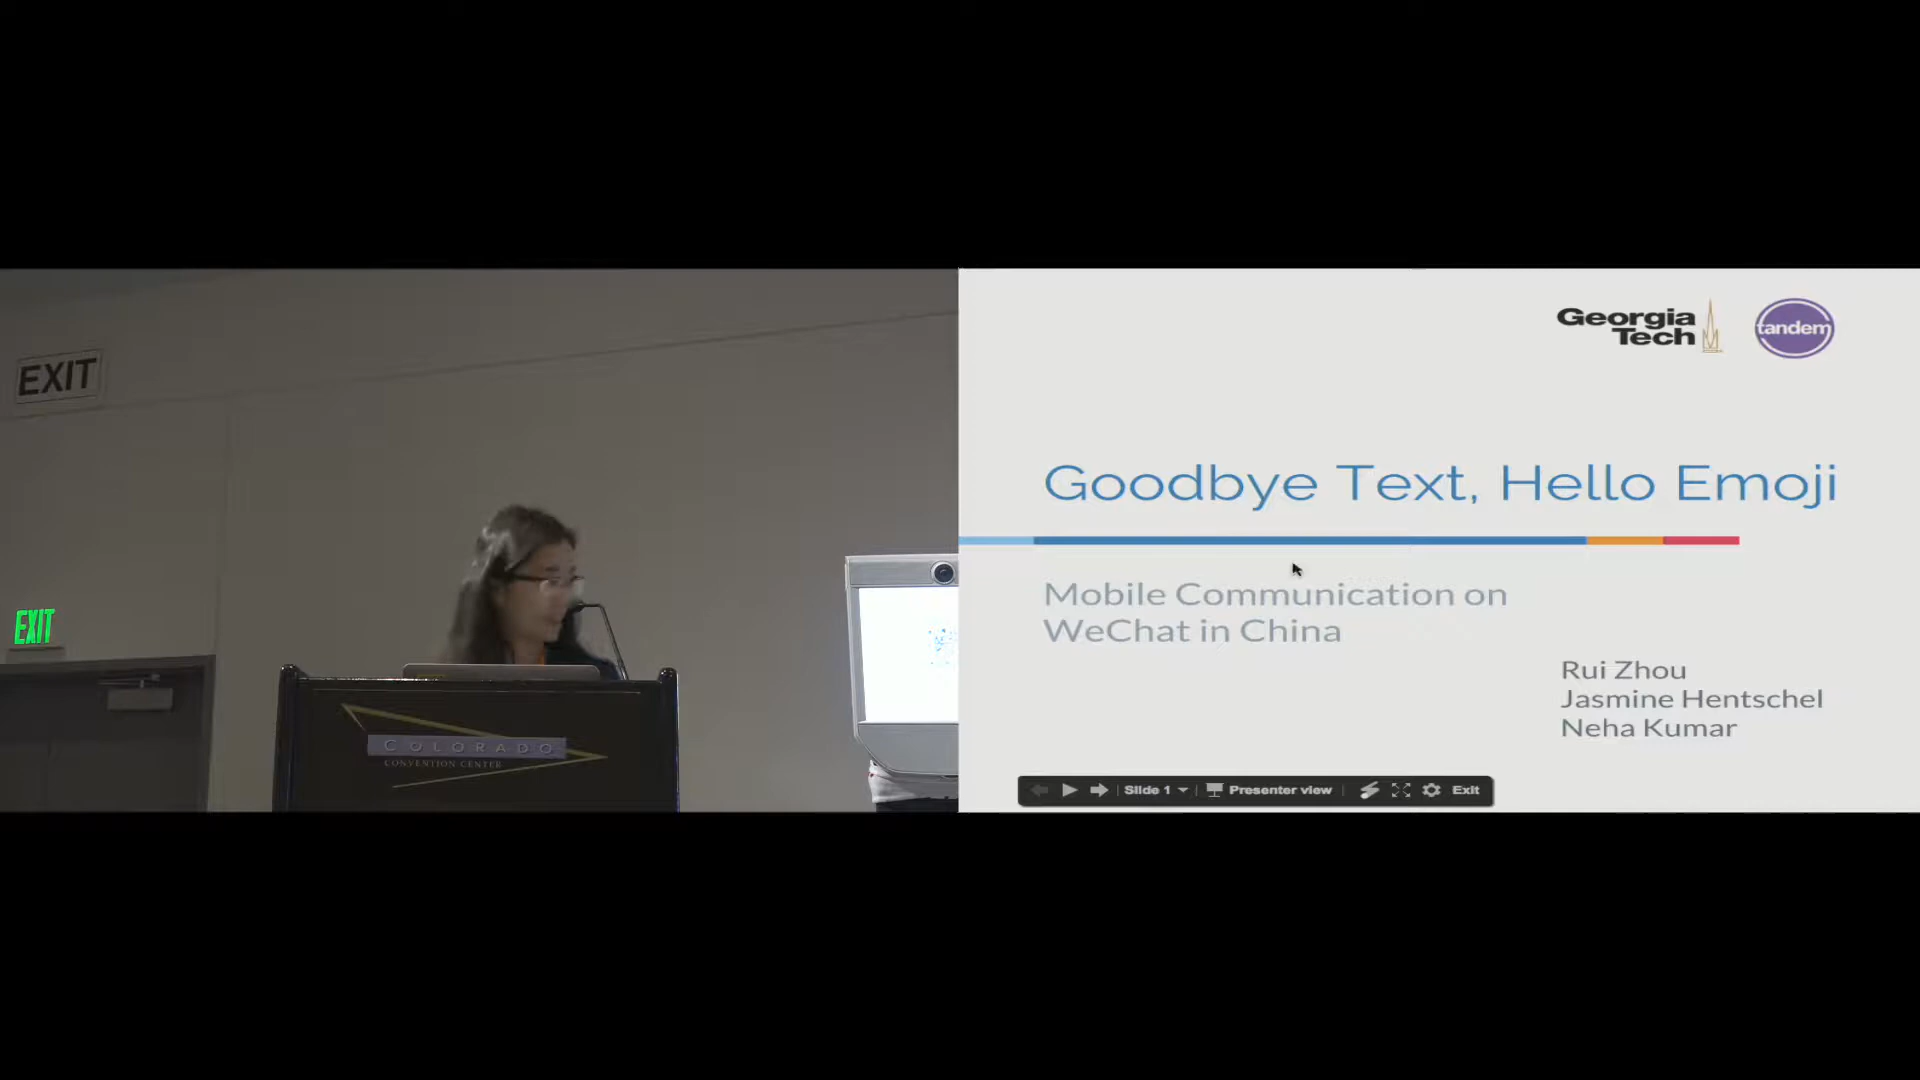 EXIT
EXIT
COLORADO
CONVENTION CENTER
Georgia
Tech
tandem
Goodbye Text, Hello Emoji
Mobile Communication on
WeChat in China
Rui Zhou
Jasmine Hentschel
Neha Kumar
Slide 1
Presenter view
Exit